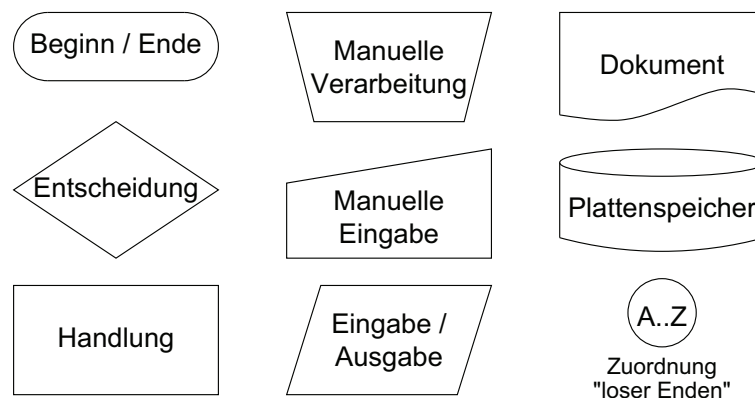 Beginn / Ende
Manuelle
Verarbeitung
Dokument
Entscheidung
Manuelle
Eingabe
Plattenspeicher
Handlung
Eingabe /
Ausgabe
A..Z
Zuordnung
"loser Enden"